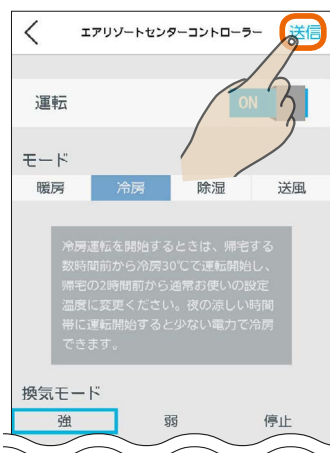 エアリゾートセンターコントローラー 送信
運転 ON
モード
暖房 冷房 除湿 送風
冷房運転を開始するときは、帰宅する
数時間前から冷房30℃で運転開始し、
帰宅の2時間前から通常お使いの設定
温度に変更ください。夜の涼しい時間
帯に運転開始すると少ない電力で冷房
できます。
換気モード
強 弱 停止